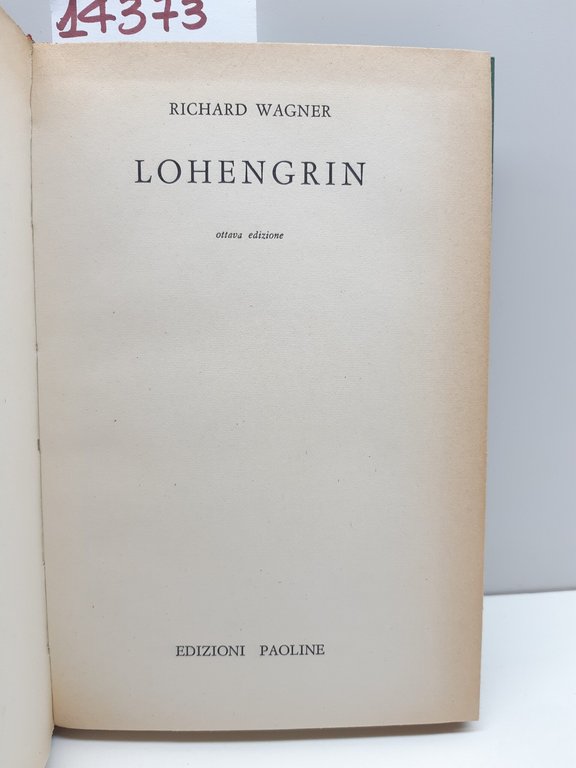 14373
RICHARD WAGNER
LOHENGRIN
ottava edizione
EDIZIONI PAOLINE